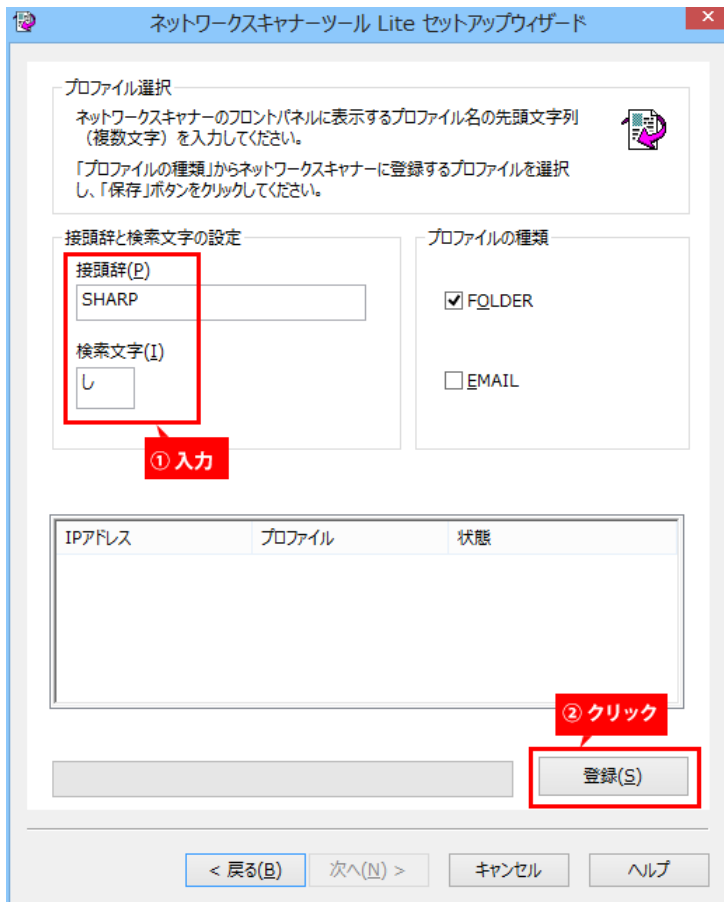 ネットワークスキャナーツール Lite セットアップウィザード
プロファイル選択
ネットワークスキャナーのフロントパネルに表示するプロファイル名の先頭文字列
(複数文字)を入力してください。
「プロファイルの種類」からネットワークスキャナーに登録するプロファイルを選択
し、「保存」ボタンをクリックしてください。
接頭辞と検索文字の設定
接頭辞(P)
SHARP
検索文字(I)
し
① 入力
プロファイルの種類
FOLDER
EMAIL
IPアドレス プロファイル 状態
② クリック
登録(S)
< 戻る(B) 次へ(N) > キャンセル ヘルプ